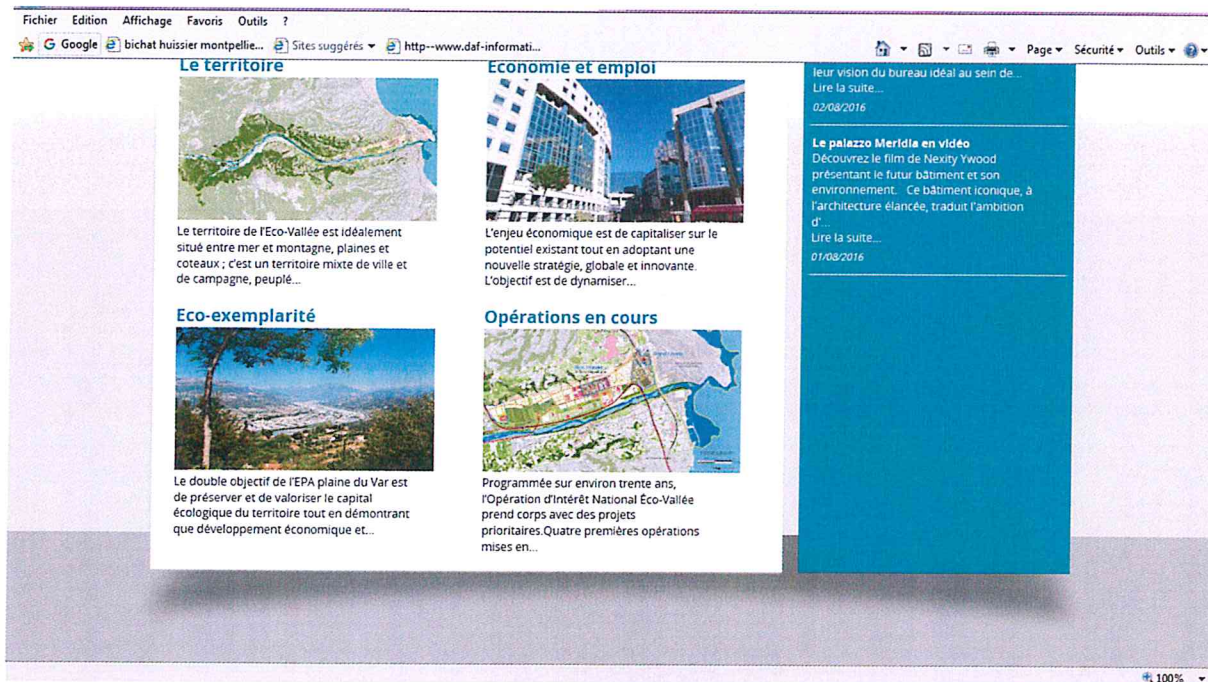 Fichier Edition Affichage Favoris Outils ?
Google bichat huissier montpellie... Sites suggérés http--www.daf-informati... Page Sécurité Outils
Le territoire
Le territoire de l'Eco-Vallée est idéalement
situé entre mer et montagne, plaines et
coteaux ; c'est un territoire mixte de ville et
de campagne, peuplé...
Economie et emploi
L'enjeu économique est de capitaliser sur le
potentiel existant tout en adoptant une
nouvelle stratégie, globale et innovante.
L'objectif est de dynamiser...
Eco-exemplarité
Le double objectif de l'EPA plaine du Var est
de préserver et de valoriser le capital
écologique du territoire tout en démontrant
que développement économique et...
Opérations en cours
Programmée sur environ trente ans,
l'Opération d'Intérêt National Éco-Vallée
prend corps avec des projets
prioritaires.Quatre premières opérations
mises en...
leur vision du bureau idéal au sein de...
Lire la suite...
02/08/2016
Le palazzo Meridia en vidéo
Découvrez le film de Nexity Ywood
présentant le futur bâtiment et son
environnement. Ce bâtiment iconique, à
l'architecture élancée, traduit l'ambition
d'...
Lire la suite...
01/08/2016
100%